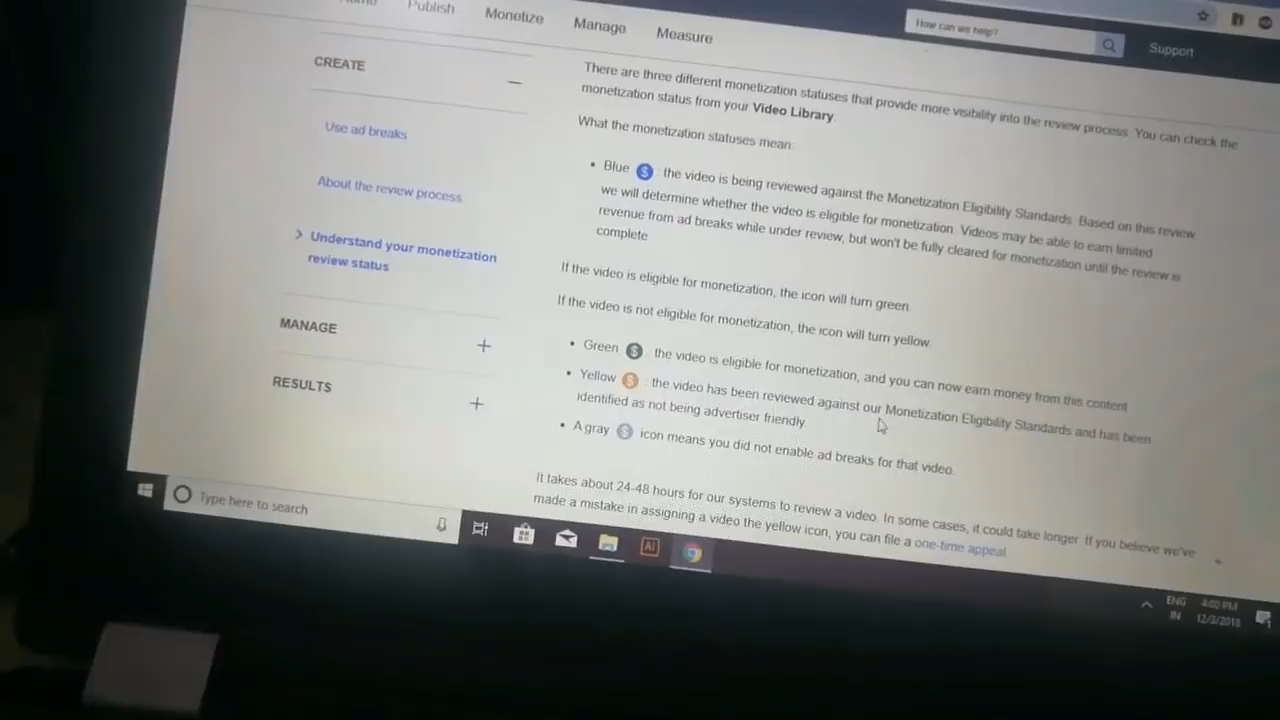 Publish Monetize Manage Measure
How can we help?
Support
CREATE
Use ad breaks
About the review process
Understand your monetization
review status
MANAGE
RESULTS
There are three different monetization statuses that provide more visibility into the review process. You can check the
monetization status from your Video Library.
What the monetization statuses mean:
• Blue $ : the video is being reviewed against the Monetization Eligibility Standards. Based on this review,
we will determine whether the video is eligible for monetization. Videos may be able to earn limited
revenue from ad breaks while under review, but won't be fully cleared for monetization until the review is
complete.
If the video is eligible for monetization, the icon will turn green.
If the video is not eligible for monetization, the icon will turn yellow.
• Green $ : the video is eligible for monetization, and you can now earn money from this content
• Yellow $ : the video has been reviewed against our Monetization Eligibility Standards and has been
identified as not being advertiser friendly.
• A gray $ icon means you did not enable ad breaks for that video.
It takes about 24-48 hours for our systems to review a video. In some cases, it could take longer. If you believe we've
made a mistake in assigning a video the yellow icon, you can file a one-time appeal.
Type here to search
Ai
ENG
IN
4:00 PM
12/3/2018